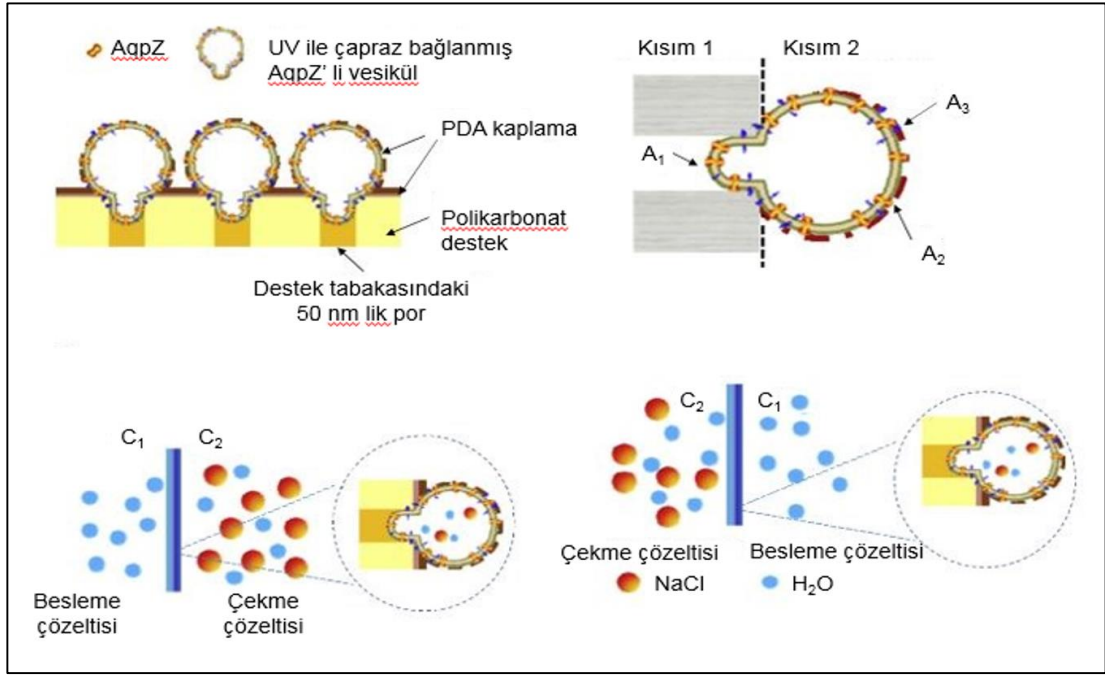 AqpZ
UV ile çapraz bağlanmış
AqpZ' li vesikül
PDA kaplama
Polikarbonat
destek
Destek tabakasındaki
50 nm lik por
Kısım 1
Kısım 2
A1
A3
A2
C1
C2
Besleme
çözeltisi
Çekme
çözeltisi
C2
C1
Çekme çözeltisi
Besleme çözeltisi
NaCl
H2O